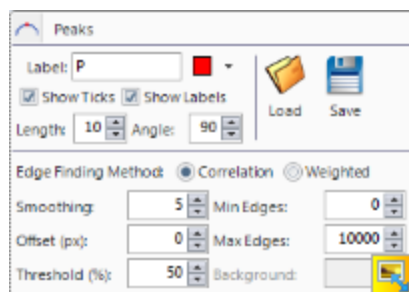 Peaks
Label: P
Show Ticks Show Labels
Load Save
Length: 10 Angle: 90
Edge Finding Method: Correlation Weighted
Smoothing: 5 Min Edges: 0
Offset (px): 0 Max Edges: 10000
Threshold (%): 50 Background: